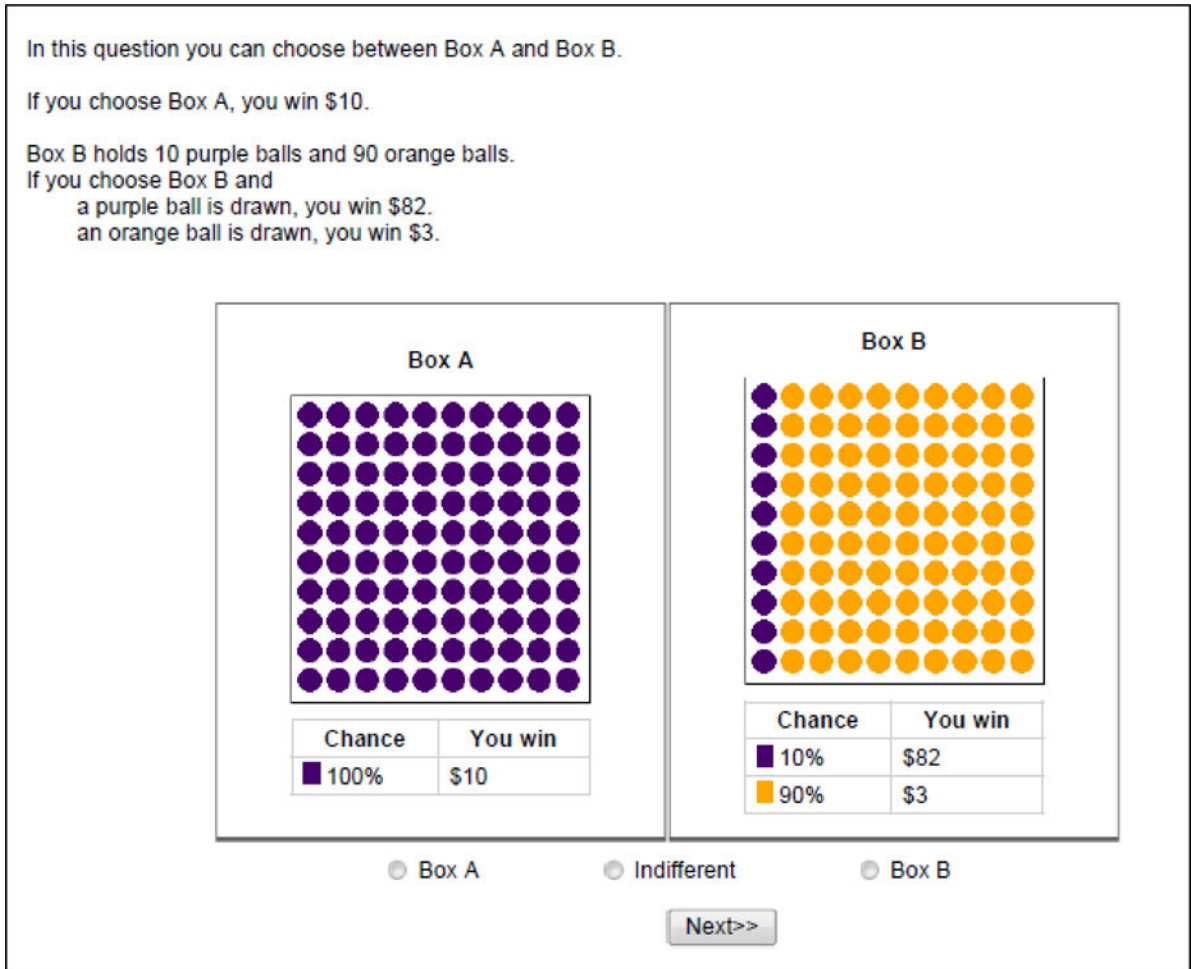 In this question you can choose between Box A and Box B.
If you choose Box A, you win $10.
Box B holds 10 purple balls and 90 orange balls.
If you choose Box B and
a purple ball is drawn, you win $82.
an orange ball is drawn, you win $3.
Box A
Chance You win
100% $10
Box B
Chance You win
10% $82
90% $3
Box A Indifferent Box B
Next>>